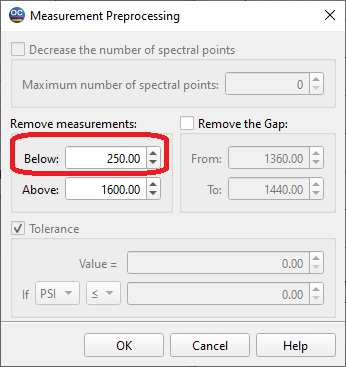 OC Measurement Preprocessing
Decrease the number of spectral points
Maximum number of spectral points: 0
Remove measurements: Remove the Gap:
Below: 250.00 From: 1360.00
Above: 1600.00 To: 1440.00
Tolerance
Value = 0.00
If PSI ≤ 0.00
OK Cancel Help